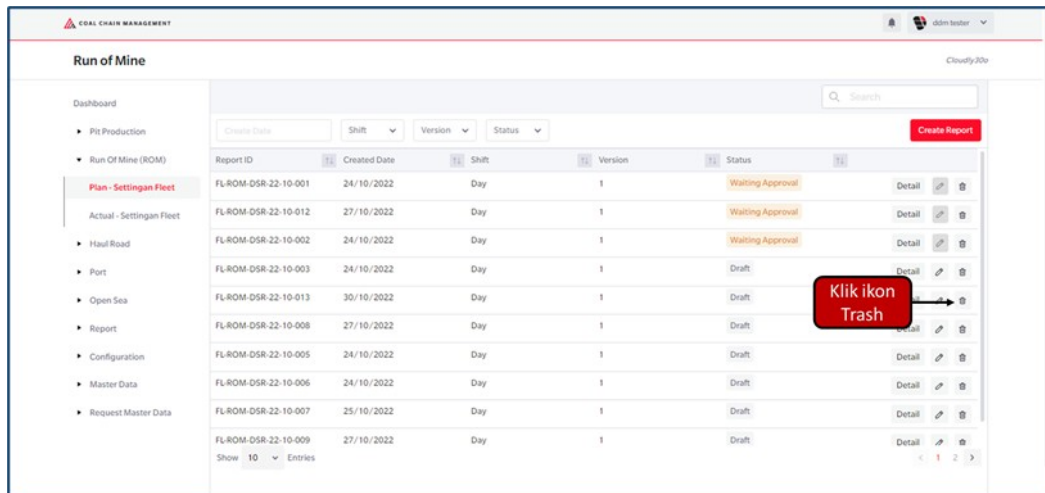 COAL CHAIN MANAGEMENT
ddm tester
Run of Mine
Cloudly30o
Dashboard
Search
Pit Production
Create Date
Shift
Version
Status
Create Report
Run Of Mine (ROM)
Report ID Created Date Shift Version Status
Plan - Settingan Fleet
FL-ROM-DSR-22-10-001 24/10/2022 Day 1 Waiting Approval Detail
Actual - Settingan Fleet
FL-ROM-DSR-22-10-012 27/10/2022 Day 1 Waiting Approval Detail
Haul Road
FL-ROM-DSR-22-10-002 24/10/2022 Day 1 Waiting Approval Detail
Port
FL-ROM-DSR-22-10-003 24/10/2022 Day 1 Draft Detail
Open Sea
FL-ROM-DSR-22-10-013 30/10/2022 Day 1 Draft
Klik ikon
Trash
Report
FL-ROM-DSR-22-10-008 27/10/2022 Day 1 Draft Detail
Configuration
FL-ROM-DSR-22-10-005 24/10/2022 Day 1 Draft Detail
Master Data
FL-ROM-DSR-22-10-006 24/10/2022 Day 1 Draft Detail
Request Master Data
FL-ROM-DSR-22-10-007 25/10/2022 Day 1 Draft Detail
FL-ROM-DSR-22-10-009 27/10/2022 Day 1 Draft Detail
Show 10 Entries
< 1 2 >